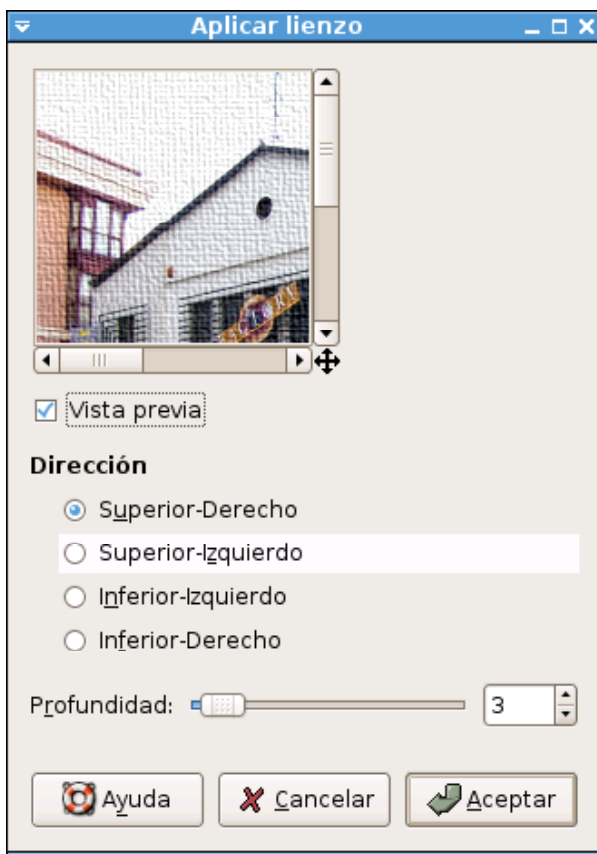 Aplicar lienzo
Vista previa
Dirección
Superior-Derecho
Superior-Izquierdo
Inferior-Izquierdo
Inferior-Derecho
Profundidad: 3
Ayuda Cancelar Aceptar